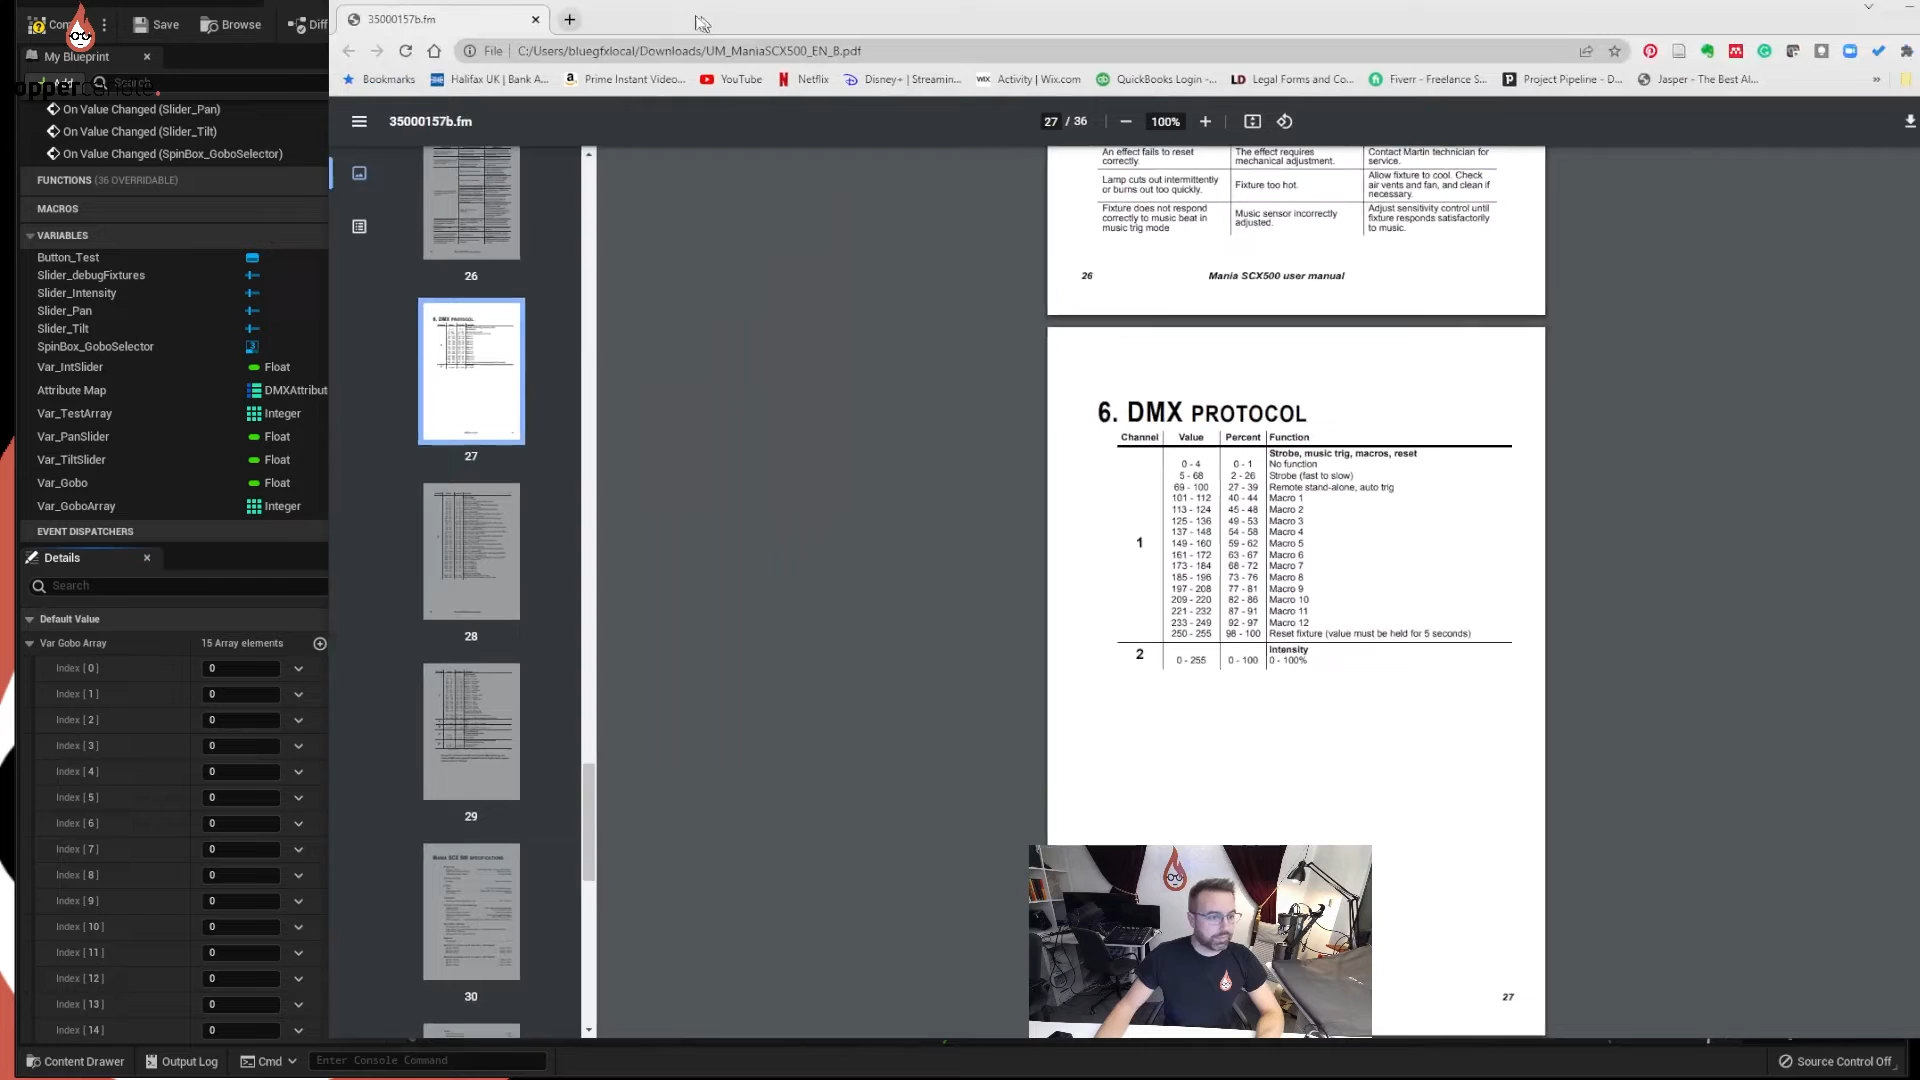 Save
Browse
Diff
My Blueprint
Add
Search
On Value Changed (Slider_Pan)
On Value Changed (Slider_Tilt)
On Value Changed (SpinBox_GoboSelector)
FUNCTIONS (36 OVERRIDABLE)
MACROS
VARIABLES
Button_Test
Slider_debugFixtures
Slider_Intensity
Slider_Pan
Slider_Tilt
SpinBox_GoboSelector
Var_IntSlider Float
Attribute Map DMXAttribut
Var_TestArray Integer
Var_PanSlider Float
Var_TiltSlider Float
Var_Gobo Float
Var_GoboArray Integer
EVENT DISPATCHERS
Details
Search
Default Value
Var Gobo Array 15 Array elements
Index [ 0 ] 0
Index [ 1 ] 0
Index [ 2 ] 0
Index [ 3 ] 0
Index [ 4 ] 0
Index [ 5 ] 0
Index [ 6 ] 0
Index [ 7 ] 0
Index [ 8 ] 0
Index [ 9 ] 0
Index [ 10 ] 0
Index [ 11 ] 0
Index [ 12 ] 0
Index [ 13 ] 0
Index [ 14 ] 0
Content Drawer Output Log Cmd Enter Console Command Source Control Off
35000157b.fm
File C:/Users/bluegfxlocal/Downloads/UM_ManiaSCX500_EN_B.pdf
Bookmarks Halifax UK | Bank A... Prime Instant Video... YouTube Netflix Disney+ | Streamin... Activity | Wix.com QuickBooks Login -... Legal Forms and Co... Fiverr - Freelance S... Project Pipeline - D... Jasper - The Best AI...
35000157b.fm 27 / 36 100%
26
27
28
29
30
An effect fails to reset correctly. The effect requires mechanical adjustment. Contact Martin technician for service.
Lamp cuts out intermittently or burns out too quickly. Fixture too hot. Allow fixture to cool. Check air vents and fan, and clean if necessary.
Fixture does not respond correctly to music beat in music trig mode Music sensor incorrectly adjusted. Adjust sensitivity control until fixture responds satisfactorily to music.
26 Mania SCX500 user manual
6. DMX PROTOCOL
Channel Value Percent Function
Strobe, music trig, macros, reset
0 - 4 0 - 1 No function
5 - 68 2 - 26 Strobe (fast to slow)
69 - 100 27 - 39 Remote stand-alone, auto trig
101 - 112 40 - 44 Macro 1
113 - 124 45 - 48 Macro 2
125 - 136 49 - 53 Macro 3
137 - 148 54 - 58 Macro 4
1 149 - 160 59 - 62 Macro 5
161 - 172 63 - 67 Macro 6
173 - 184 68 - 72 Macro 7
185 - 196 73 - 76 Macro 8
197 - 208 77 - 81 Macro 9
209 - 220 82 - 86 Macro 10
221 - 232 87 - 91 Macro 11
233 - 249 92 - 97 Macro 12
250 - 255 98 - 100 Reset fixture (value must be held for 5 seconds)
Intensity
2 0 - 255 0 - 100 0 - 100%
27